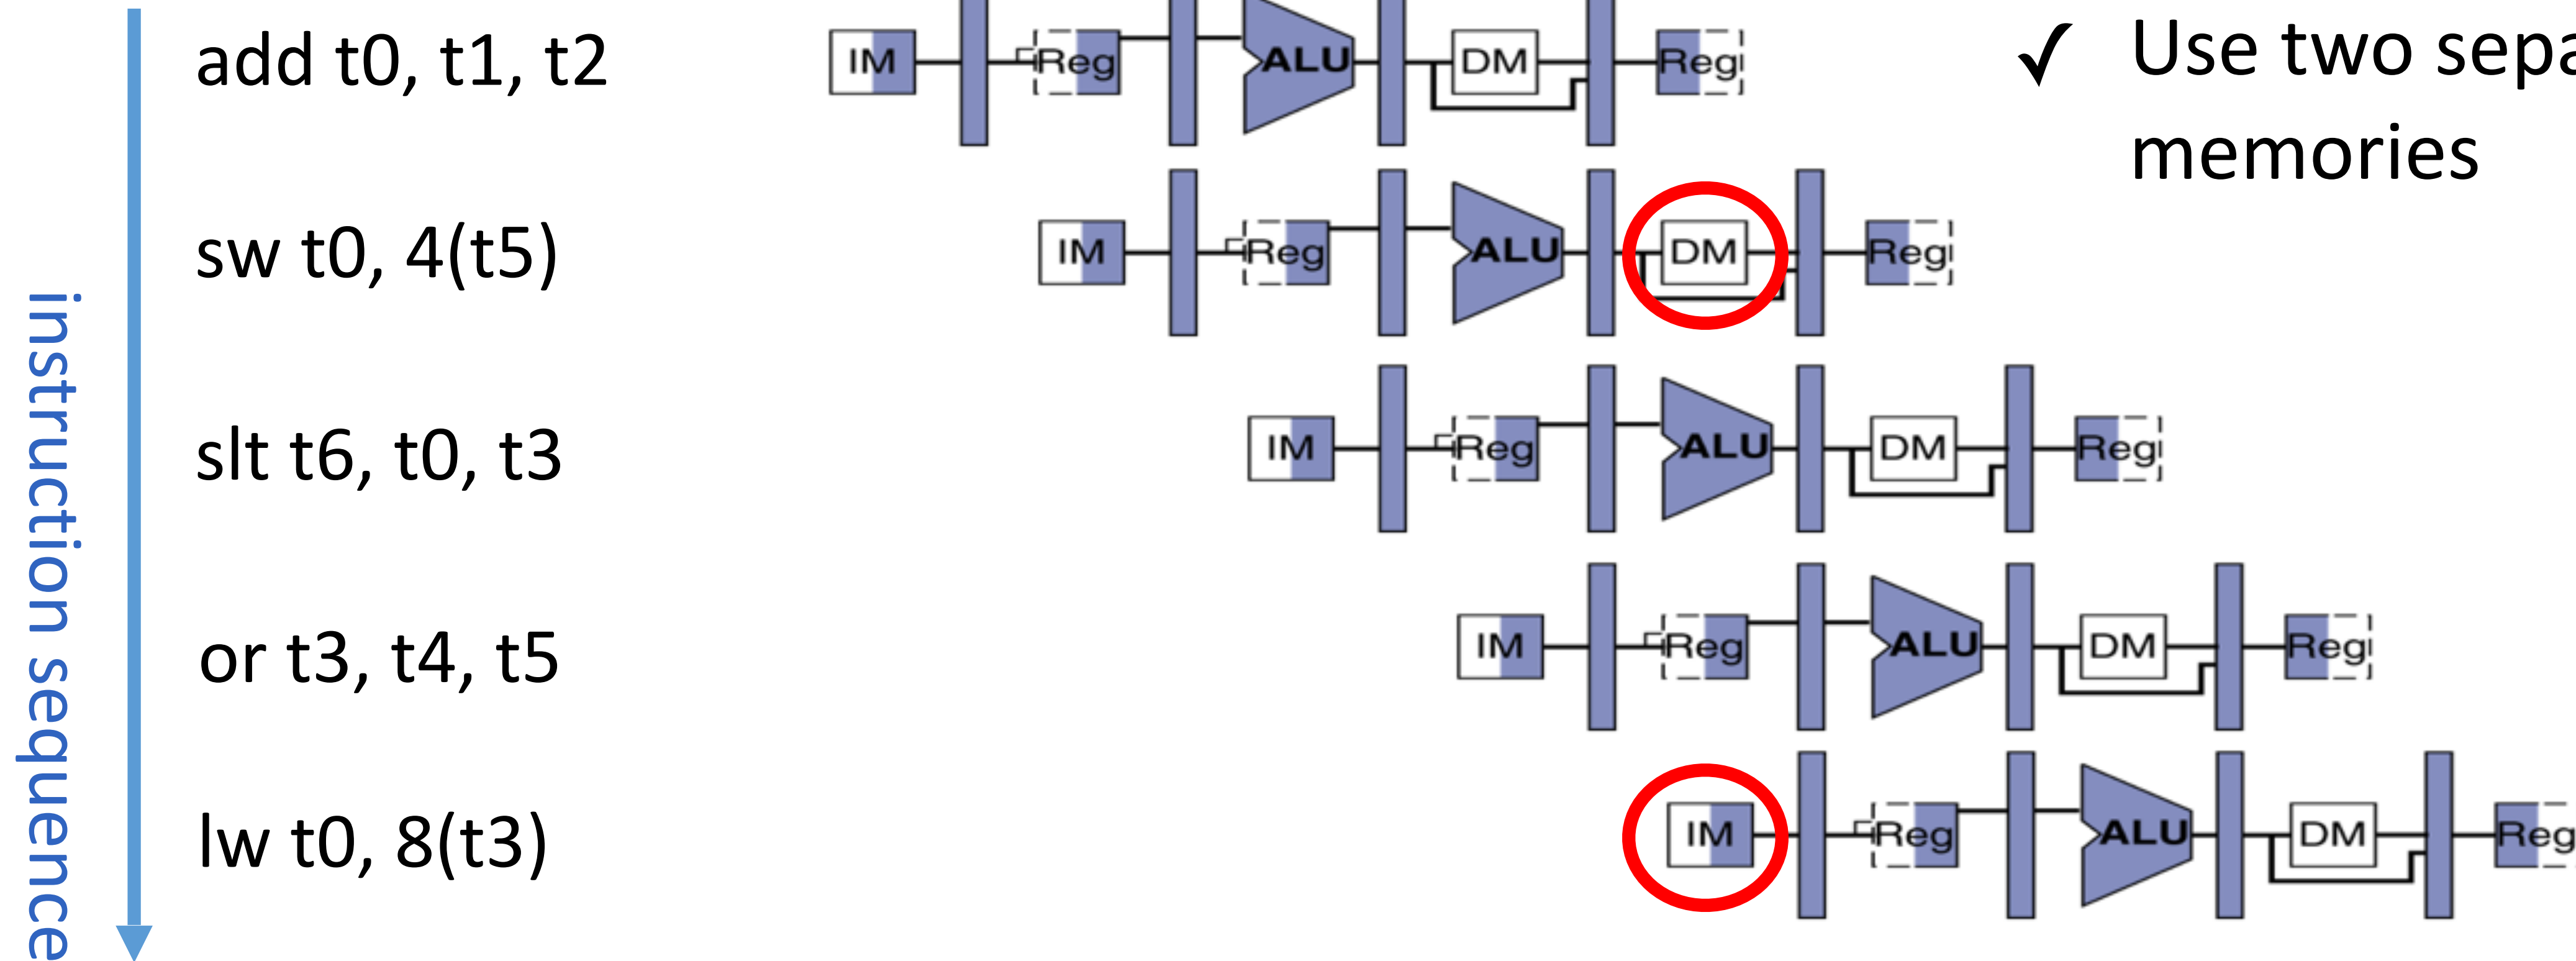 instruction sequence
add t0, t1, t2
IM Reg ALU DM Reg
✓ Use two
memories
sw t0, 4(t5)
IM Reg ALU DM Reg
slt t6, t0, t3
IM Reg ALU DM Reg
or t3, t4, t5
IM Reg ALU DM Reg
lw t0, 8(t3)
IM Reg ALU DM Reg